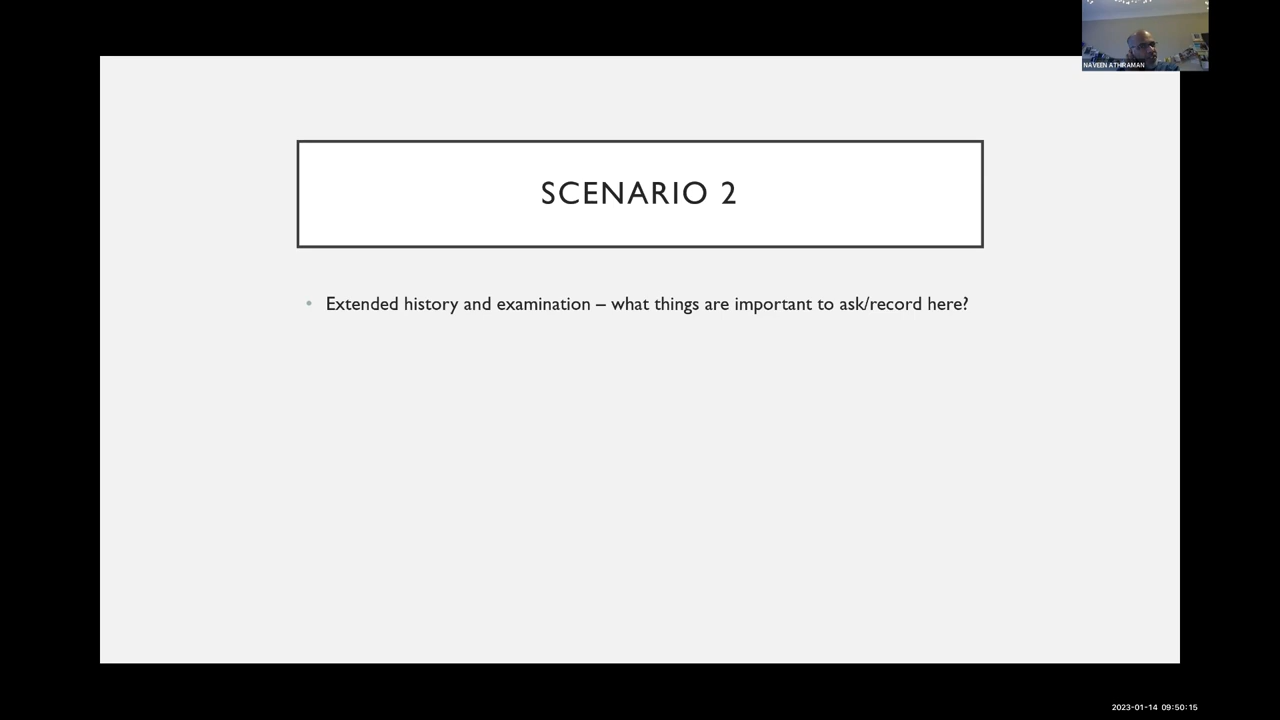 NAVEEN ATHRAMAN
SCENARIO 2
• Extended history and examination – what things are important to ask/record here?
2023-01-14 09:50:15